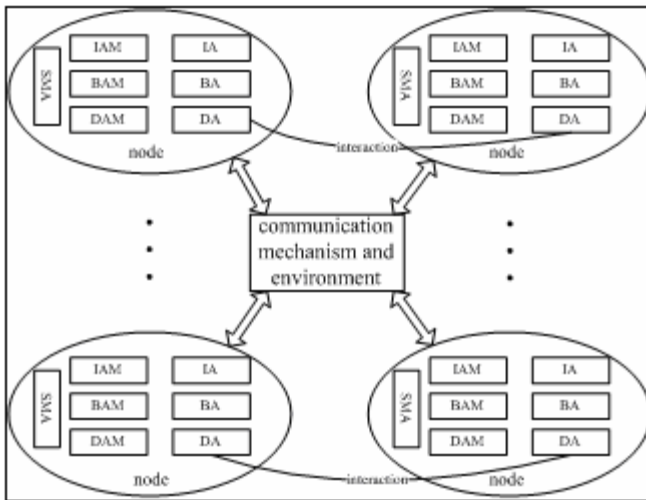 IAM IA IAM IA
SMA BAM BA SMA BAM BA
DAM DA DAM DA
interaction
node node
communication
mechanism and
environment
IAM IA IAM IA
SMA BAM BA SMA BAM BA
DAM DA DAM DA
node interaction node